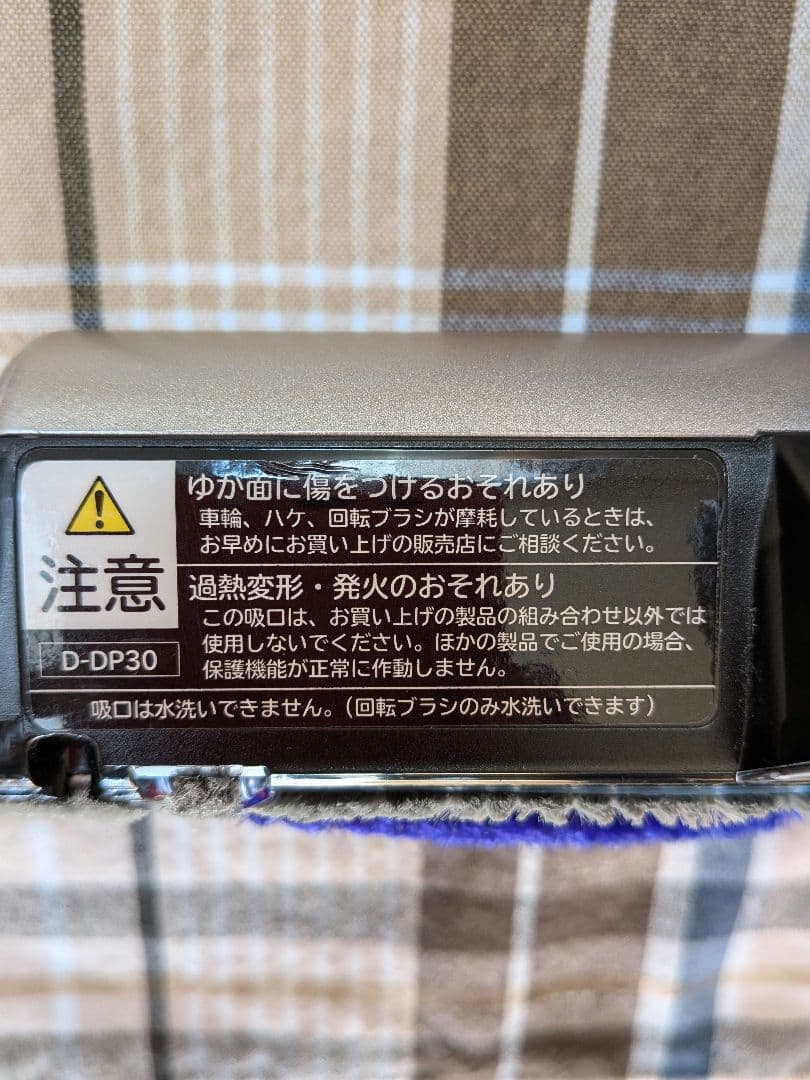 ゆか面に傷をつけるおそれあり
車輪、ハケ、回転ブラシが摩耗しているときは、
お早めにお買い上げの販売店にご相談ください。
注意
過熱変形・発火のおそれあり
この吸口は、お買い上げの製品の組み合わせ以外では
使用しないでください。ほかの製品でご使用の場合、
保護機能が正常に作動しません。
D-DP30
吸口は水洗いできません。(回転ブラシのみ水洗いできます)